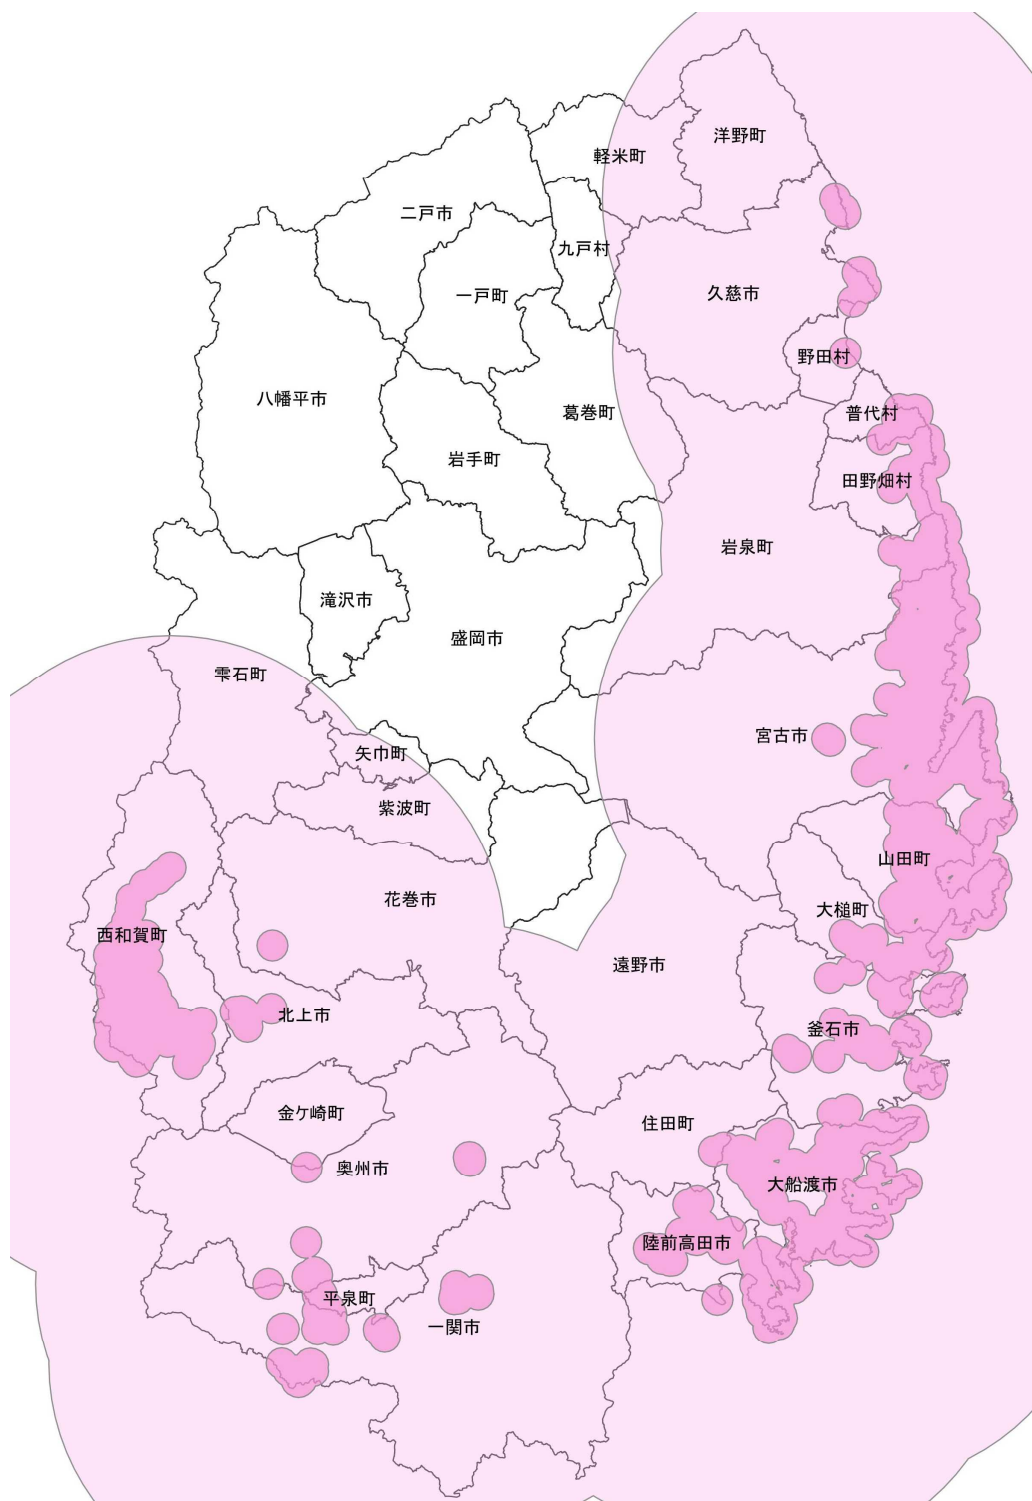 洋野町
軽米町
二戸市
九戸村
一戸町
久慈市
野田村
八幡平市
葛巻町
普代村
岩手町
田野畑村
岩泉町
滝沢市
盛岡市
雫石町
宮古市
矢巾町
紫波町
山田町
花巻市
大槌町
西和賀町
遠野市
北上市
釜石市
金ケ崎町
住田町
奥州市
大船渡市
陸前高田市
平泉町
一関市